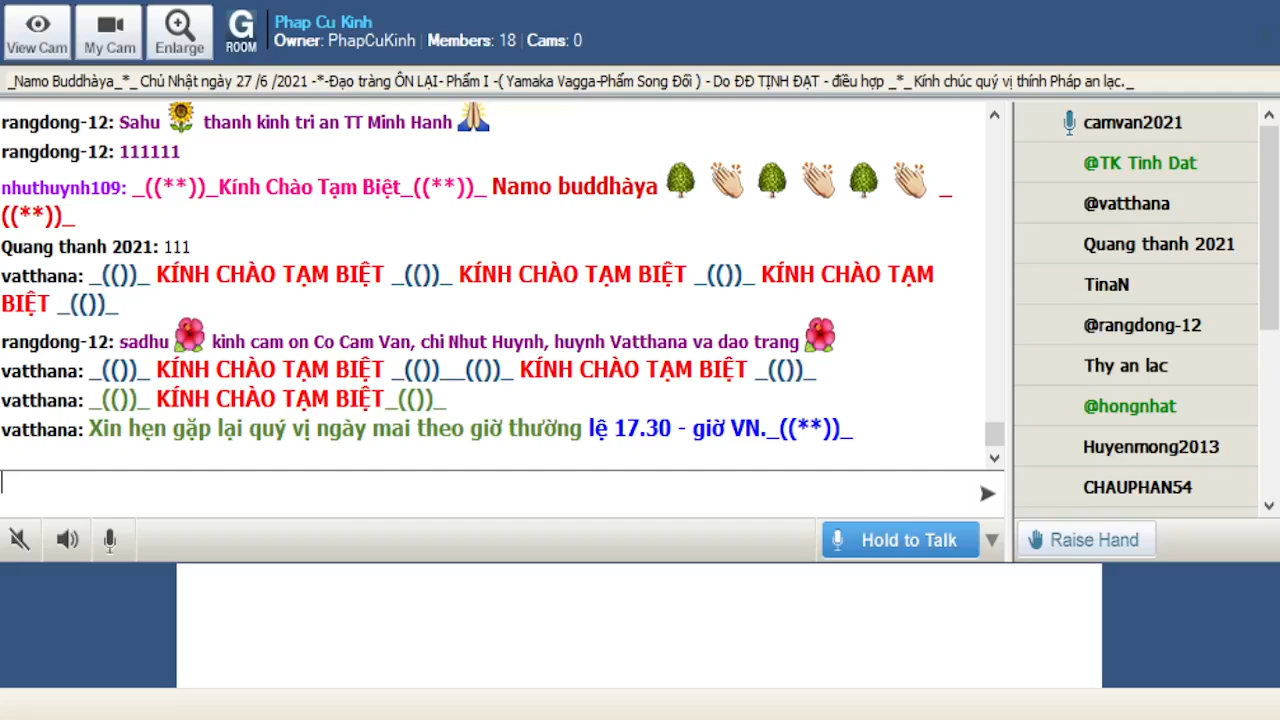 View Cam
My Cam
Enlarge
G
ROOM
Phap Cu Kinh
Owner: PhapCuKinh | Members: 18 | Cams: 0
_Namo Buddhàya_*_ Chủ Nhật ngày 27 /6 /2021 -*-Đạo tràng ÔN LẠI- Phẩm I -( Yamaka Vagga-Phẩm Song Đối ) - Do ĐĐ TỊNH ĐẠT - điều hợp _*_ Kính chúc quý vị thính Pháp an lạc._
rangdong-12: Sahu thanh kinh tri an TT Minh Hanh
rangdong-12: 111111
nhuthuynh109: _((**))_Kính Chào Tạm Biệt_((**))_ Namo buddhàya _
((**))_
Quang thanh 2021: 111
vatthana: _(())_ KÍNH CHÀO TẠM BIỆT _(())_ KÍNH CHÀO TẠM BIỆT _(())_ KÍNH CHÀO TẠM
BIỆT _(())_
rangdong-12: sadhu kinh cam on Co Cam Van, chi Nhut Huynh, huynh Vatthana va dao trang
vatthana: _(())_ KÍNH CHÀO TẠM BIỆT _(())__(())_ KÍNH CHÀO TẠM BIỆT _(())_
vatthana: _(())_ KÍNH CHÀO TẠM BIỆT_(())_
vatthana: Xin hẹn gặp lại quý vị ngày mai theo giờ thường lệ 17.30 - giờ VN._((**))_
camvan2021
@TK Tinh Dat
@vatthana
Quang thanh 2021
TinaN
@rangdong-12
Thy an lac
@hongnhat
Huyenmong2013
CHAUPHAN54
Hold to Talk
Raise Hand